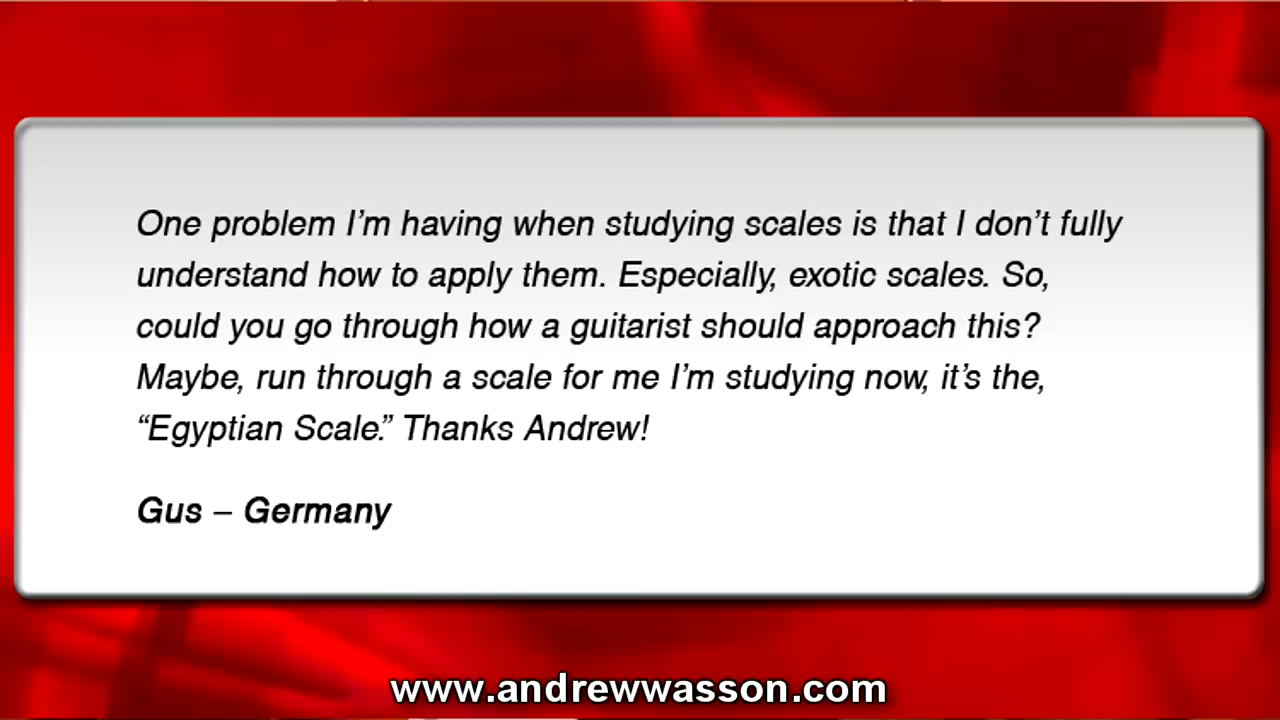 One problem I'm having when studying scales is that I don't fully
understand how to apply them. Especially, exotic scales. So,
could you go through how a guitarist should approach this?
Maybe, run through a scale for me I'm studying now, it's the,
“Egyptian Scale.” Thanks Andrew!
Gus – Germany
www.andrewwasson.com